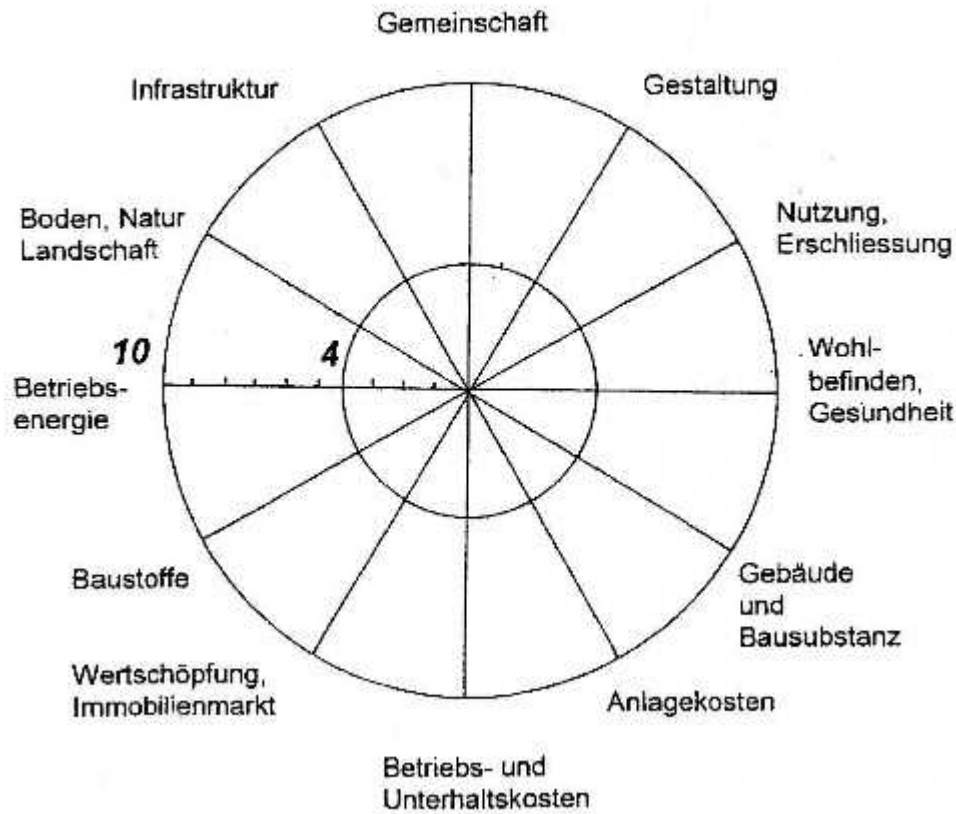 Gemeinschaft
Infrastruktur
Gestaltung
Boden, Natur
Landschaft
Nutzung,
Erschliessung
10
4
Betriebs-
energie
Wohl-
befinden,
Gesundheit
Baustoffe
Gebäude
und
Bausubstanz
Wertschöpfung,
Immobilienmarkt
Anlagekosten
Betriebs- und
Unterhaltskosten